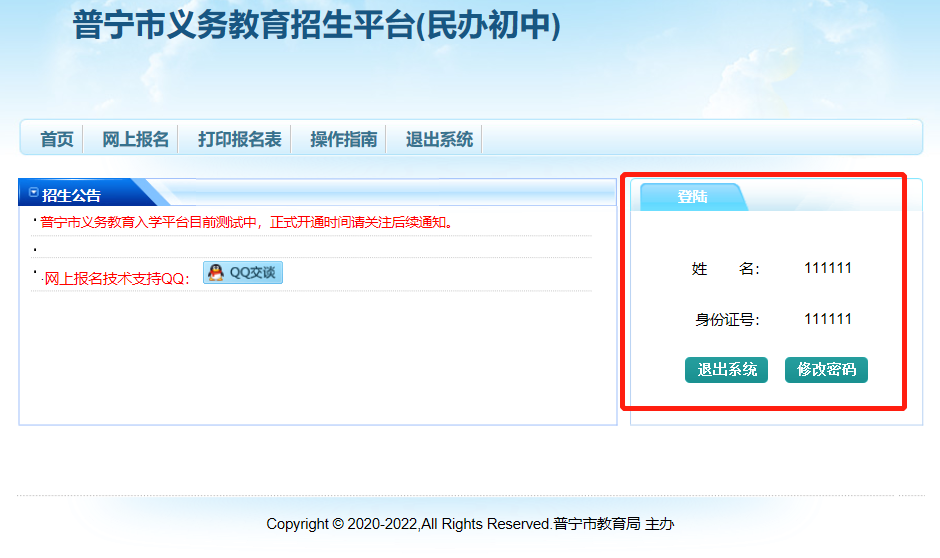 普宁市义务教育招生平台(民办初中)
首页 网上报名 打印报名表 操作指南 退出系统
招生公告
·普宁市义务教育入学平台目前测试中，正式开通时间请关注后续通知。
·
·.网上报名技术支持QQ： QQ交谈
登陆
姓 名： 111111
身份证号： 111111
退出系统 修改密码
Copyright © 2020-2022,All Rights Reserved.普宁市教育局 主办